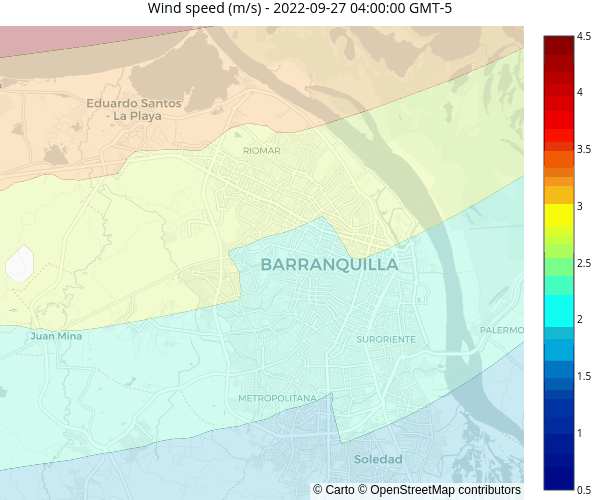 Wind speed (m/s) - 2022-09-27 04:00:00 GMT-5
4.5
4
3.5
3
2.5
2
1.5
1
0.5
Eduardo Santos
- La Playa
RIOMAR
BARRANQUILLA
Juan Mina
SURORIENTE
PALERMO
METROPOLITANA
Soledad
© Carto © OpenStreetMap contributors